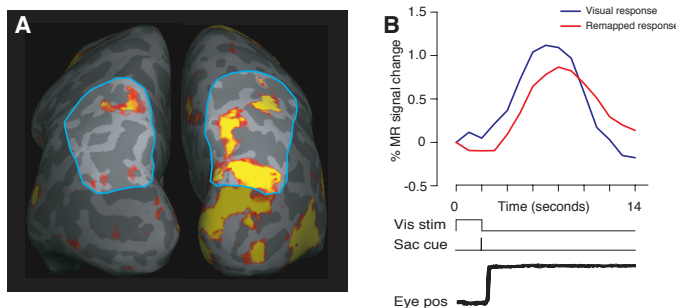 A
B
Visual response
Remapped response
% MR signal change
1.5
1.0
0.5
0
-0.5
0
Time (seconds)
14
Vis stim
Sac cue
Eye pos